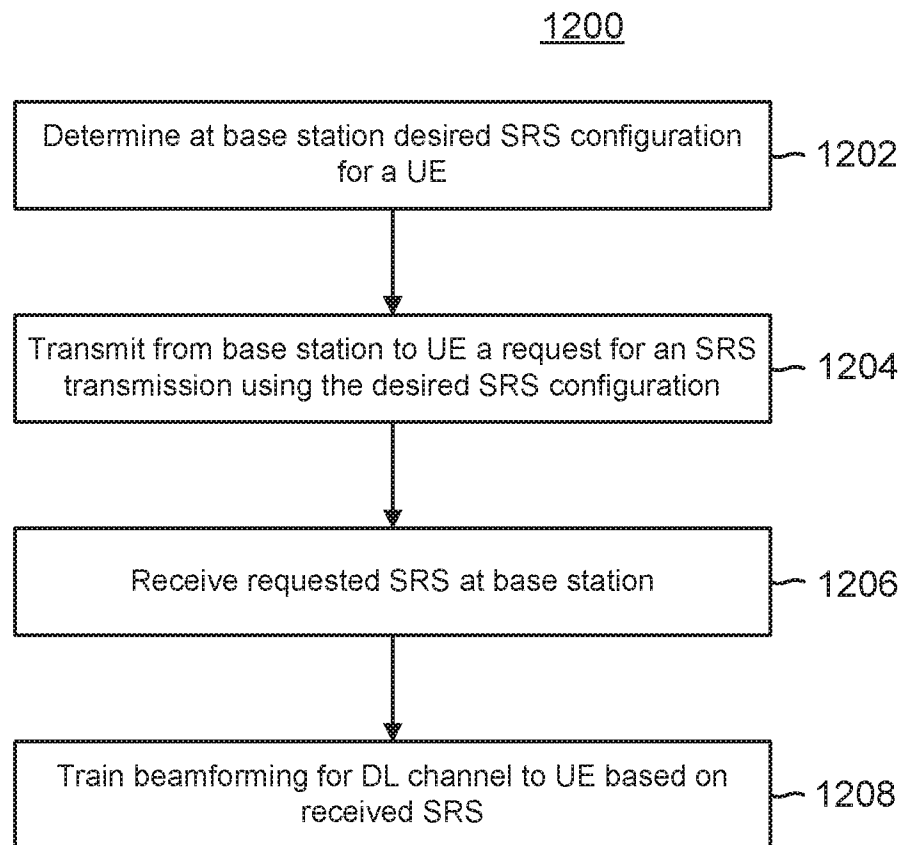 1200
Determine at base station desired SRS configuration
for a UE
1202
Transmit from base station to UE a request for an SRS
transmission using the desired SRS configuration
1204
Receive requested SRS at base station
1206
Train beamforming for DL channel to UE based on
received SRS
1208